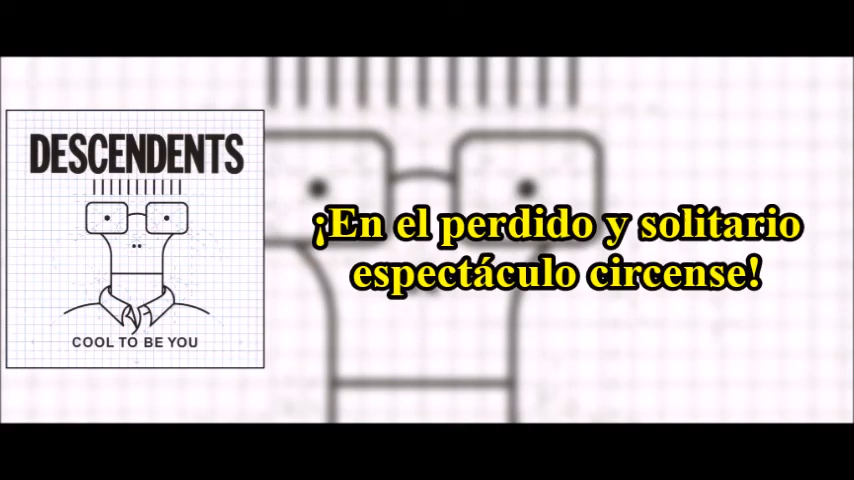 DESCENDENTS
COOL TO BE YOU
¡En el perdido y solitario
espectáculo circense!